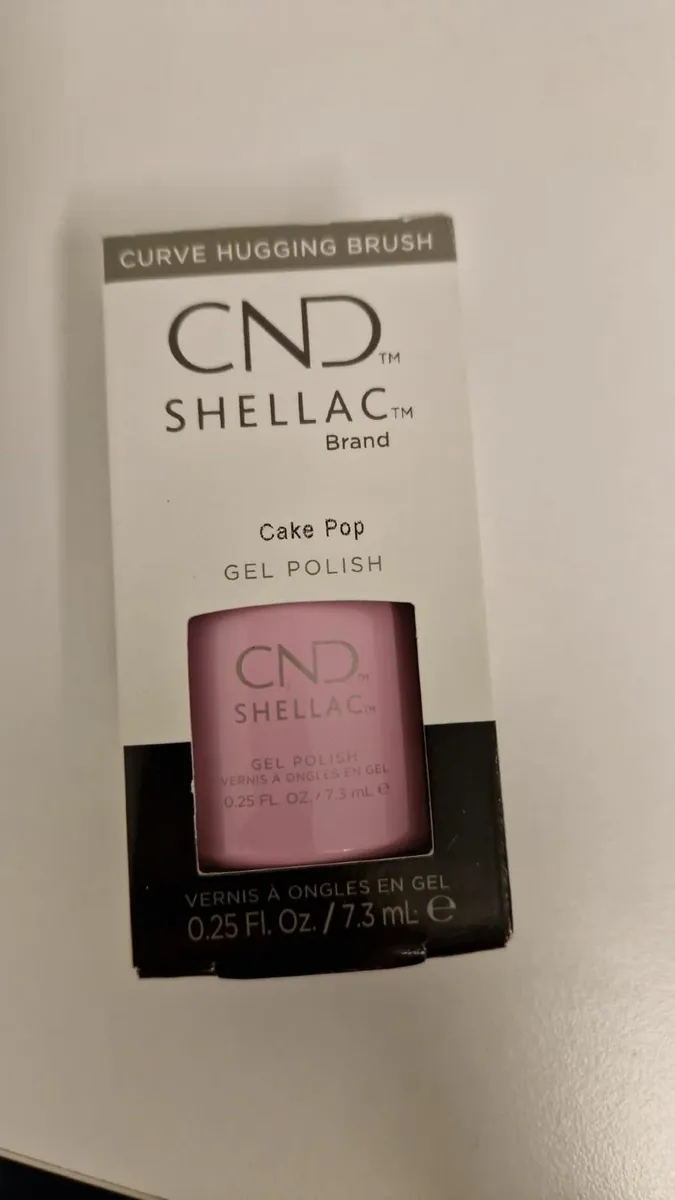 CURVE HUGGING BRUSH
CND™
SHELLAC™
Brand
Cake Pop
GEL POLISH
CND™
SHELLAC™
GEL POLISH
VERNIS À ONGLES EN GEL
0.25 FL. OZ. / 7.3 mL ℮
VERNIS À ONGLES EN GEL
0.25 Fl. Oz. / 7.3 mL ℮